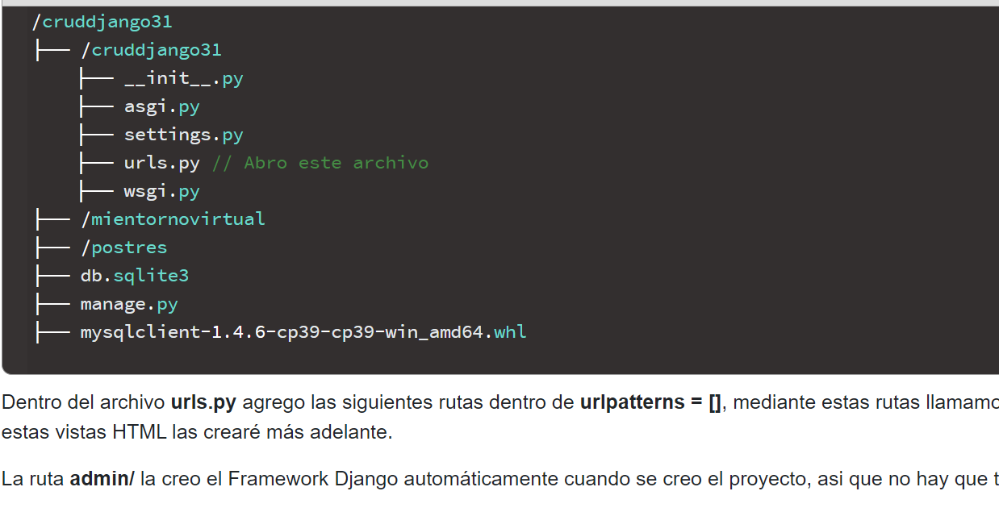 /cruddjango31
├── /cruddjango31
├── __init__.py
├── asgi.py
├── settings.py
├── urls.py // Abro este archivo
├── wsgi.py
├── /mientornovirtual
├── /postres
├── db.sqlite3
├── manage.py
├── mysqlclient-1.4.6-cp39-cp39-win_amd64.whl
Dentro del archivo urls.py agrego las siguientes rutas dentro de urlpatterns = [], mediante estas rutas
estas vistas HTML las crearé más adelante.
La ruta admin/ la creo el Framework Django automáticamente cuando se creo el proyecto, asi que no hay que